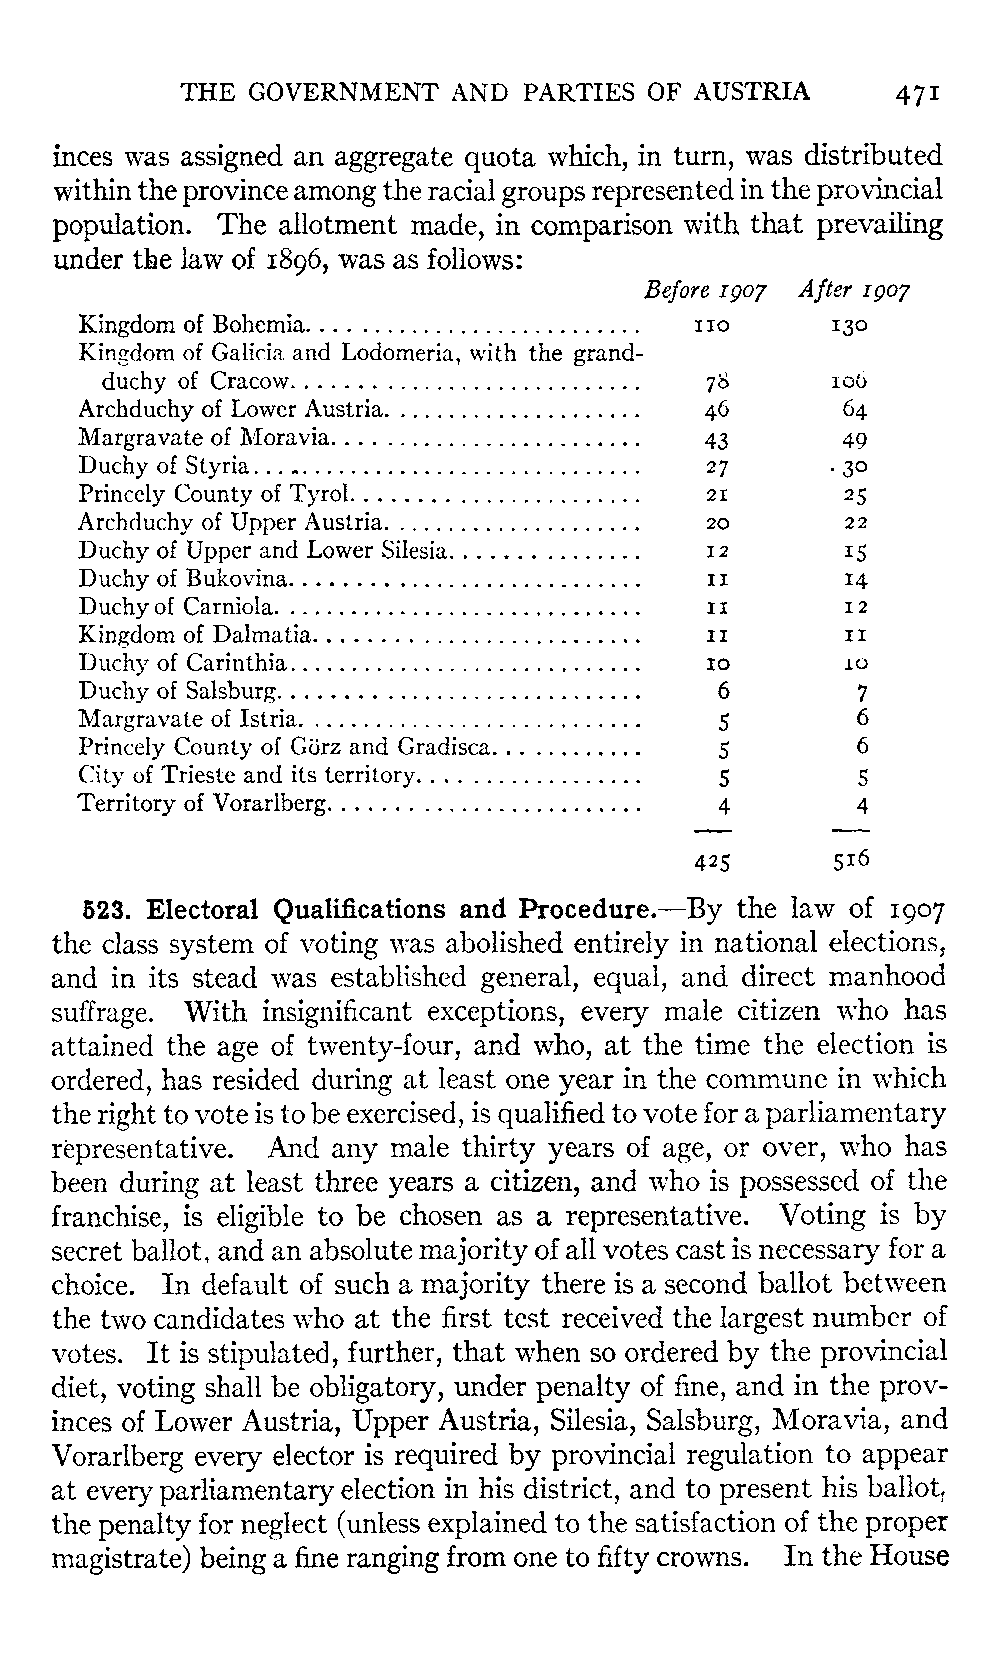 THE GOVERNMENT AND PARTIES OF AUSTRIA 471
inces was assigned an aggregate quota which, in turn, was distributed
within the province among the racial groups represented in the provincial
population. The allotment made, in comparison with that prevailing
under the law of 1896, was as follows:
Before 1907 After 1907
Kingdom of Bohemia........................... 110 130
Kingdom of Galicia and Lodomeria, with the grand-
duchy of Cracow............................ 78 106
Archduchy of Lower Austria..................... 46 64
Margravate of Moravia......................... 43 49
Duchy of Styria............................... 27 30
Princely County of Tyrol....................... 21 25
Archduchy of Upper Austria..................... 20 22
Duchy of Upper and Lower Silesia............... 12 15
Duchy of Bukovina............................ 11 14
Duchy of Carniola............................. 11 12
Kingdom of Dalmatia.......................... 11 11
Duchy of Carinthia............................ 10 10
Duchy of Salsburg............................. 6 7
Margravate of Istria........................... 5 6
Princely County of Görz and Gradisca............ 5 6
City of Trieste and its territory.................. 5 5
Territory of Vorarlberg......................... 4 4
425 516
523. Electoral Qualifications and Procedure.—By the law of 1907
the class system of voting was abolished entirely in national elections,
and in its stead was established general, equal, and direct manhood
suffrage. With insignificant exceptions, every male citizen who has
attained the age of twenty-four, and who, at the time the election is
ordered, has resided during at least one year in the commune in which
the right to vote is to be exercised, is qualified to vote for a parliamentary
representative. And any male thirty years of age, or over, who has
been during at least three years a citizen, and who is possessed of the
franchise, is eligible to be chosen as a representative. Voting is by
secret ballot, and an absolute majority of all votes cast is necessary for a
choice. In default of such a majority there is a second ballot between
the two candidates who at the first test received the largest number of
votes. It is stipulated, further, that when so ordered by the provincial
diet, voting shall be obligatory, under penalty of fine, and in the prov-
inces of Lower Austria, Upper Austria, Silesia, Salsburg, Moravia, and
Vorarlberg every elector is required by provincial regulation to appear
at every parliamentary election in his district, and to present his ballot,
the penalty for neglect (unless explained to the satisfaction of the proper
magistrate) being a fine ranging from one to fifty crowns. In the House